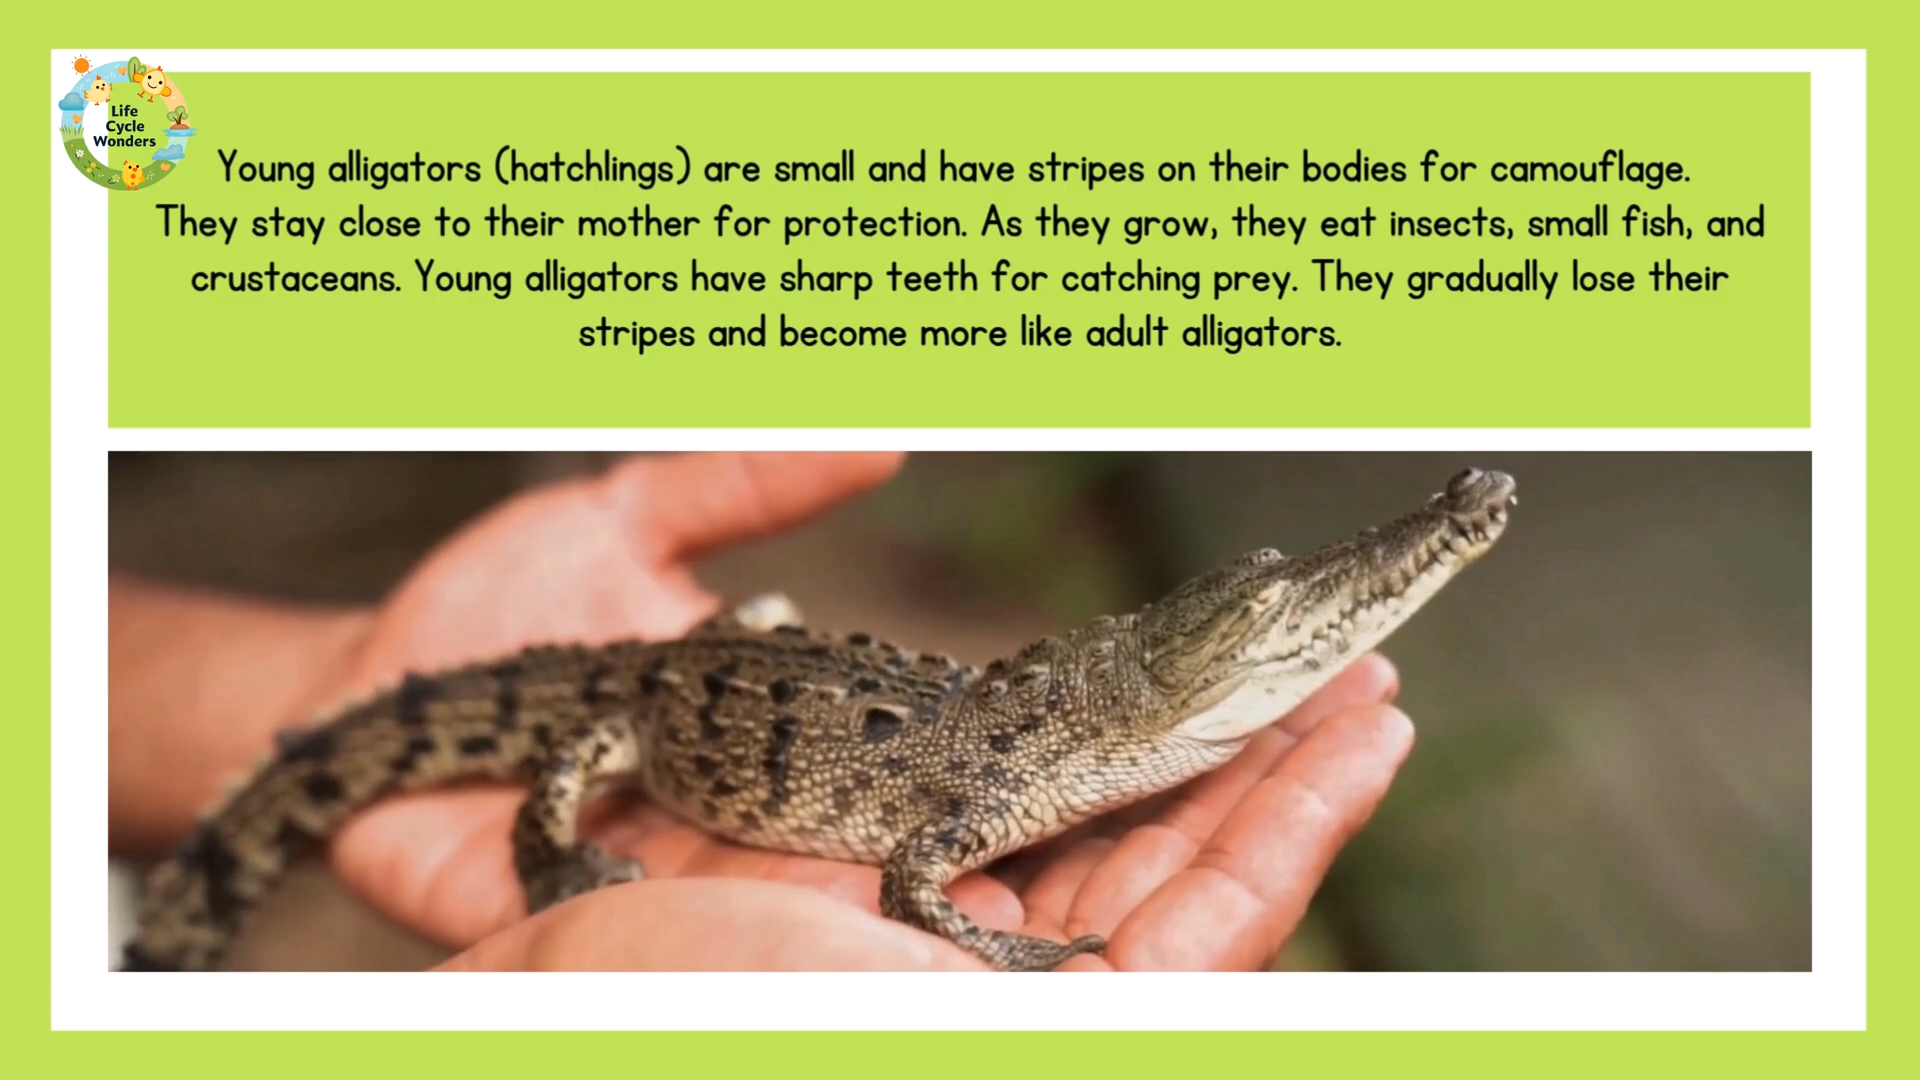 Life
Cycle
Wonders
Young alligators (hatchlings) are small and have stripes on their bodies for camouflage.
They stay close to their mother for protection. As they grow, they eat insects, small fish, and
crustaceans. Young alligators have sharp teeth for catching prey. They gradually lose their
stripes and become more like adult alligators.